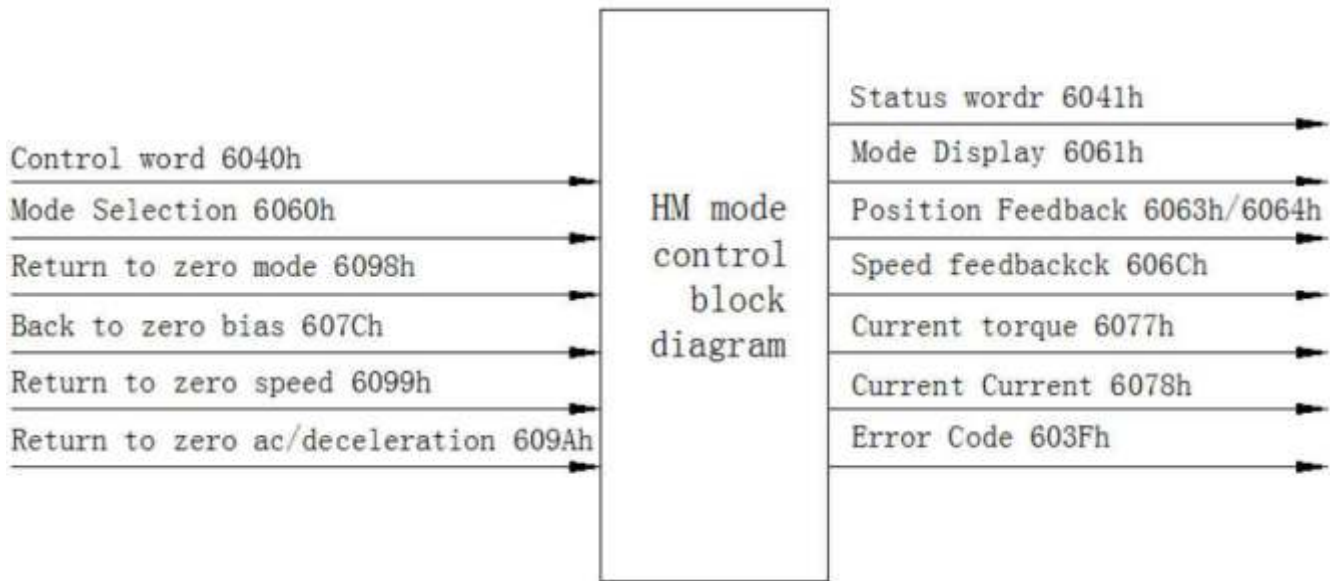 Control word 6040h
Mode Selection 6060h
Return to zero mode 6098h
Back to zero bias 607Ch
Return to zero speed 6099h
Return to zero ac/deceleration 609Ah
HM mode
control
block
diagram
Status wordr 6041h
Mode Display 6061h
Position Feedback 6063h/6064h
Speed feedbackck 606Ch
Current torque 6077h
Current Current 6078h
Error Code 603Fh